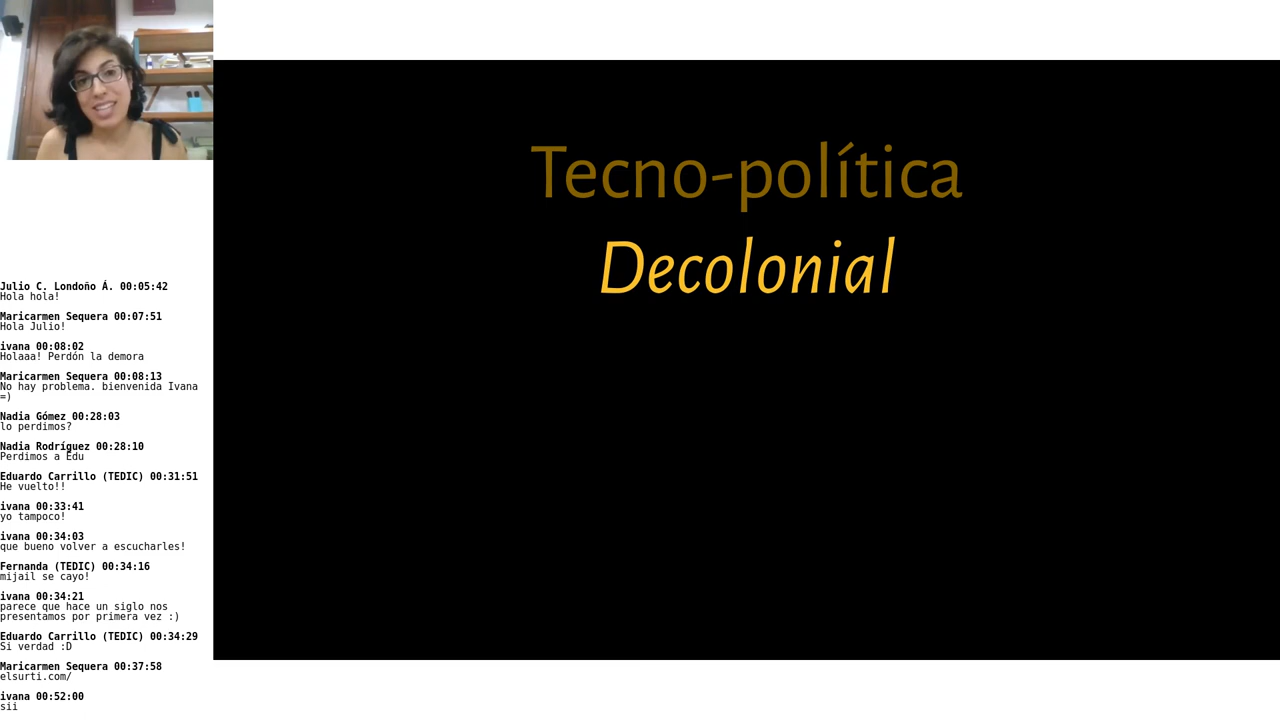 Tecno-política
Decolonial
Julio C. Londoño Á. 00:05:42
Hola hola!
Maricarmen Sequera 00:07:51
Hola Julio!
ivana 00:08:02
Holaaa! Perdón la demora
Maricarmen Sequera 00:08:13
No hay problema. bienvenida Ivana
=)
Nadia Gómez 00:28:03
lo perdimos?
Nadia Rodríguez 00:28:10
Perdimos a Edu
Eduardo Carrillo (TEDIC) 00:31:51
He vuelto!!
ivana 00:33:41
yo tampoco!
ivana 00:34:03
que bueno volver a escucharles!
Fernanda (TEDIC) 00:34:16
mijail se cayo!
ivana 00:34:21
parece que hace un siglo nos
presentamos por primera vez :)
Eduardo Carrillo (TEDIC) 00:34:29
Si verdad :D
Maricarmen Sequera 00:37:58
elsurti.com/
ivana 00:52:00
sii